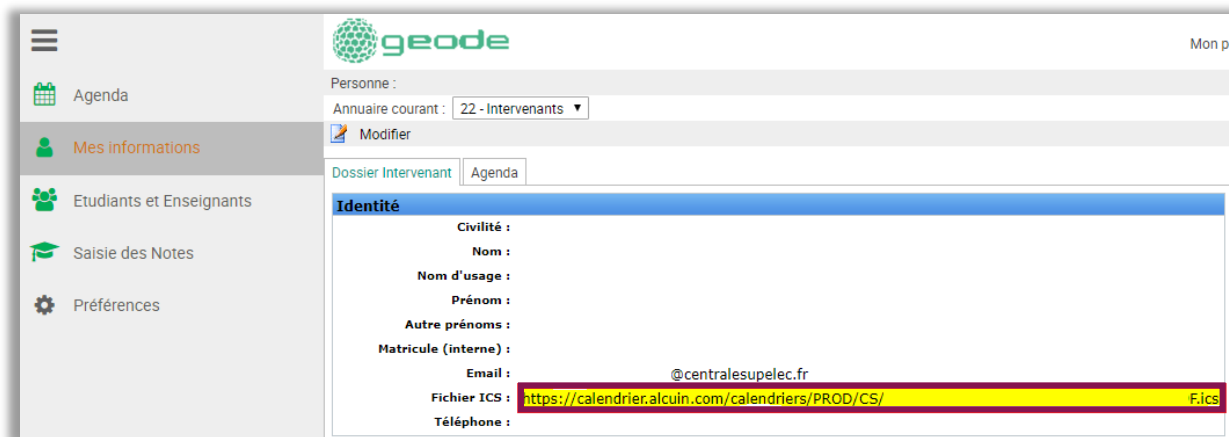 geode
Mon p
Agenda
Mes informations
Etudiants et Enseignants
Saisie des Notes
Préférences
Personne :
Annuaire courant : 22 - Intervenants
Modifier
Dossier Intervenant Agenda
Identité
Civilité :
Nom :
Nom d'usage :
Prénom :
Autre prénoms :
Matricule (interne) :
Email : @centralesupelec.fr
Fichier ICS : https://calendrier.alcuin.com/calendriers/PROD/CS/ F.ics
Téléphone :